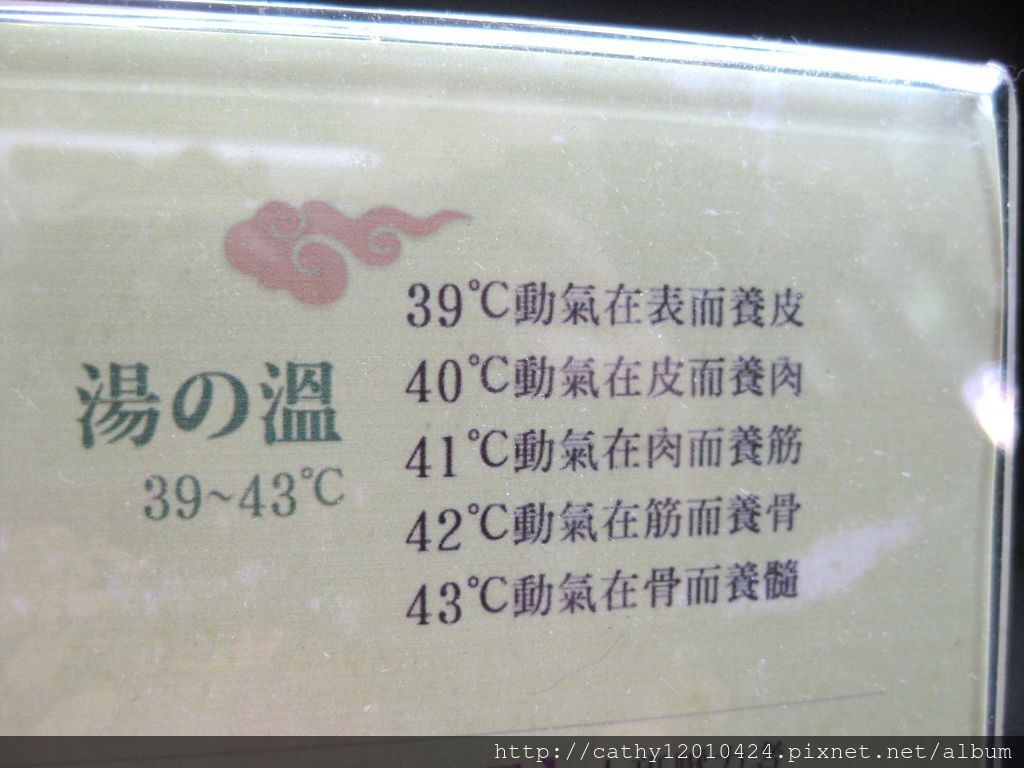 湯の溫
39~43℃
39℃動氣在表而養皮
40℃動氣在皮而養肉
41℃動氣在肉而養筋
42℃動氣在筋而養骨
43℃動氣在骨而養髓
http://cathy12010424.pixnet.net/album